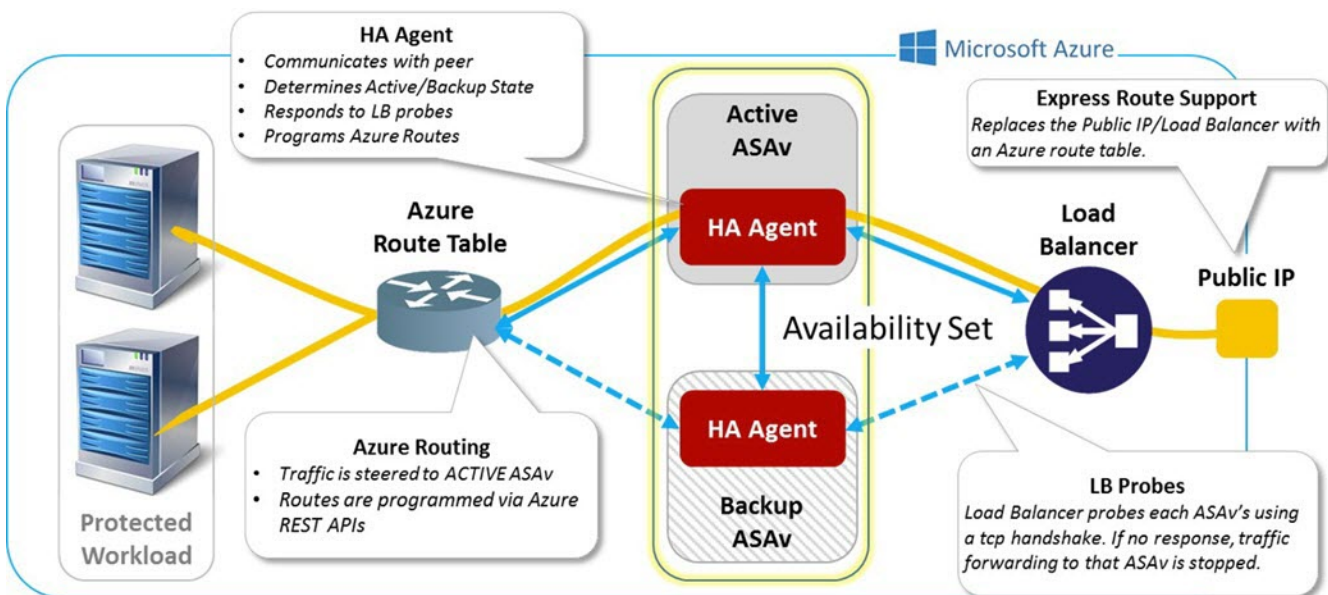 HA Agent
• Communicates with peer
• Determines Active/Backup State
• Responds to LB probes
• Programs Azure Routes
Microsoft Azure
Express Route Support
Replaces the Public IP/Load Balancer with
an Azure route table.
Active
ASAv
HA Agent
Azure
Route Table
Load
Balancer
Public IP
Availability Set
HA Agent
Backup
ASAv
Azure Routing
• Traffic is steered to ACTIVE ASAv
• Routes are programmed via Azure
REST APIs
LB Probes
Load Balancer probes each ASAv's using
a tcp handshake. If no response, traffic
forwarding to that ASAv is stopped.
Protected
Workload